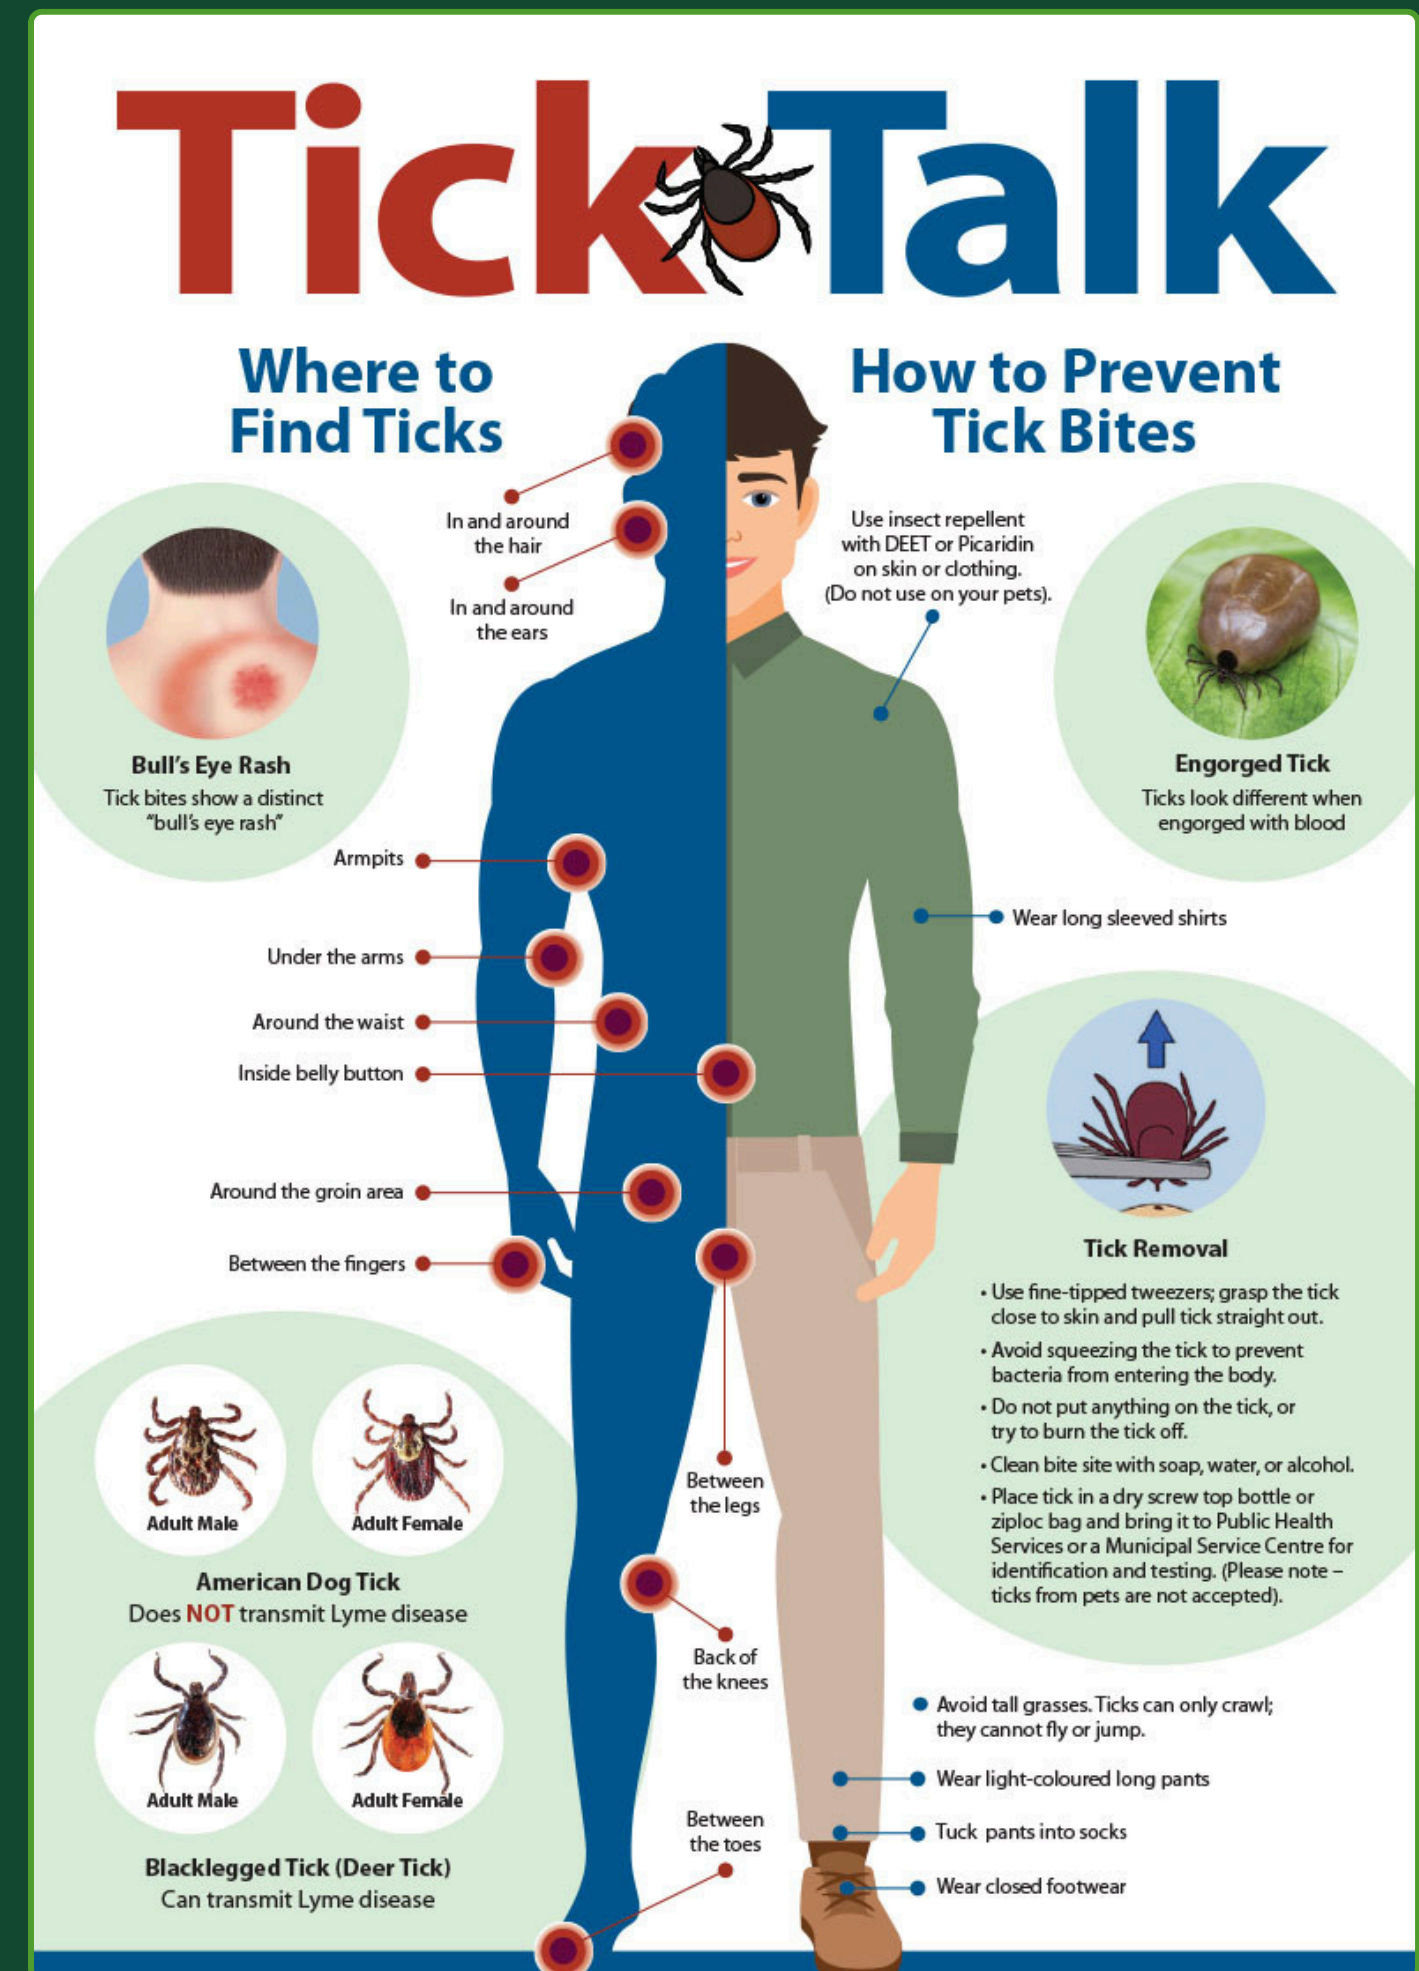 Tick Talk
Where to
Find Ticks
In and around
the hair
In and around
the ears
Bull's Eye Rash
Tick bites show a distinct
"bull's eye rash"
Armpits
Under the arms
Around the waist
Inside belly button
Around the groin area
Between the fingers
Between
the legs
Back of
the knees
Between
the toes
Adult Male
Adult Female
American Dog Tick
Does NOT transmit Lyme disease
Adult Male
Adult Female
Blacklegged Tick (Deer Tick)
Can transmit Lyme disease
How to Prevent
Tick Bites
Use insect repellent
with DEET or Picaridin
on skin or clothing.
(Do not use on your pets).
Engorged Tick
Ticks look different when
engorged with blood
Wear long sleeved shirts
Tick Removal
• Use fine-tipped tweezers; grasp the tick
close to skin and pull tick straight out.
• Avoid squeezing the tick to prevent
bacteria from entering the body.
• Do not put anything on the tick, or
try to burn the tick off.
• Clean bite site with soap, water, or alcohol.
• Place tick in a dry screw top bottle or
ziploc bag and bring it to Public Health
Services or a Municipal Service Centre for
identification and testing. (Please note –
ticks from pets are not accepted).
Avoid tall grasses. Ticks can only crawl;
they cannot fly or jump.
Wear light-coloured long pants
Tuck pants into socks
Wear closed footwear